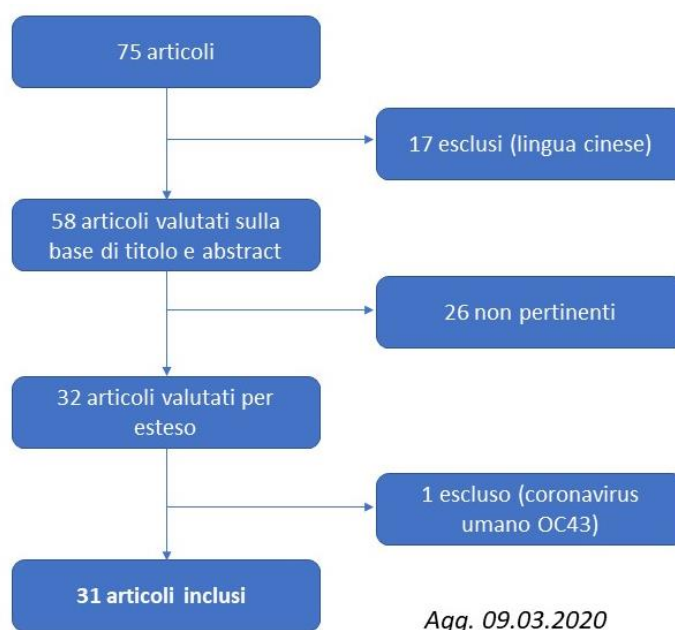 75 articoli
17 esclusi (lingua cinese)
58 articoli valutati sulla
base di titolo e abstract
26 non pertinenti
32 articoli valutati per
esteso
1 escluso (coronavirus
umano OC43)
31 articoli inclusi
Agg. 09.03.2020